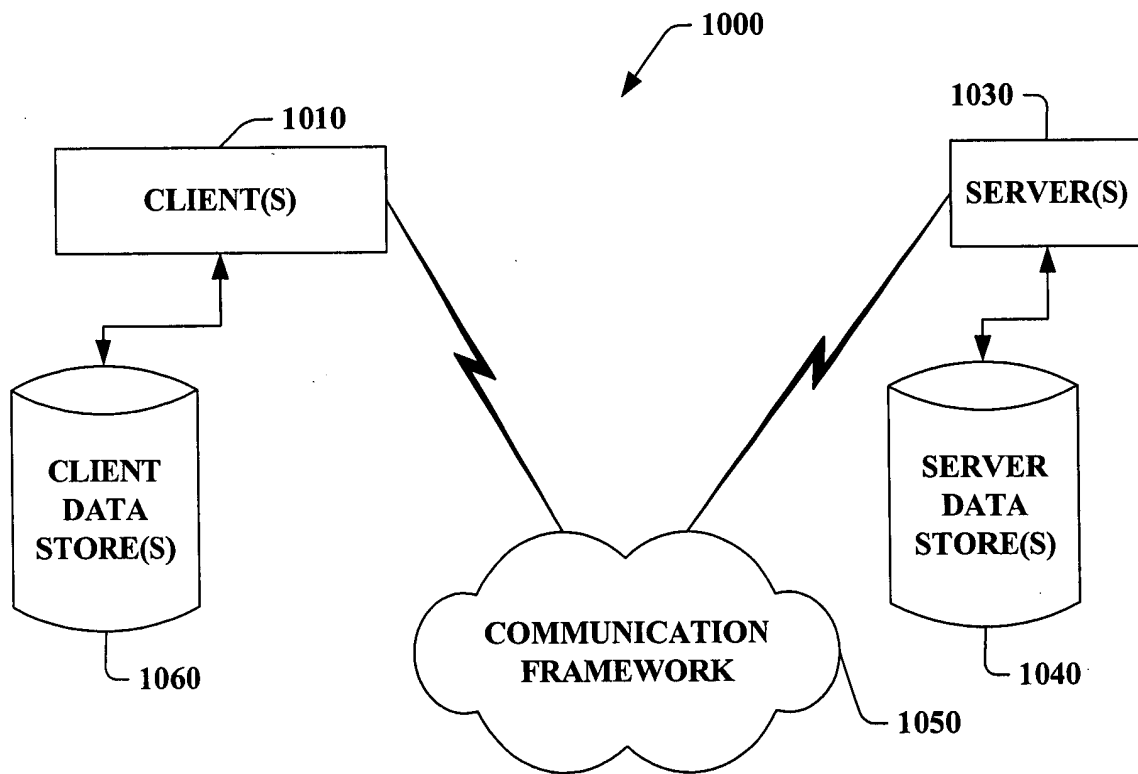 1000
1010
1030
CLIENT(S)
SERVER(S)
CLIENT
DATA
STORE(S)
SERVER
DATA
STORE(S)
COMMUNICATION
FRAMEWORK
1060
1040
1050